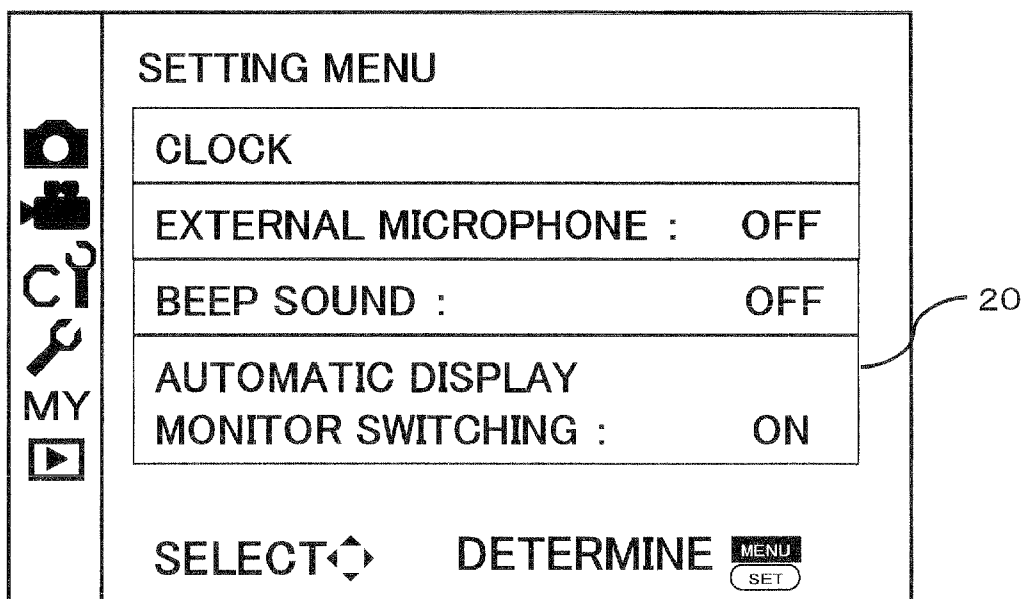 SETTING MENU
CLOCK
EXTERNAL MICROPHONE : OFF
BEEP SOUND : OFF
AUTOMATIC DISPLAY
MONITOR SWITCHING : ON
C
MY
20
SELECT DETERMINE MENU
SET